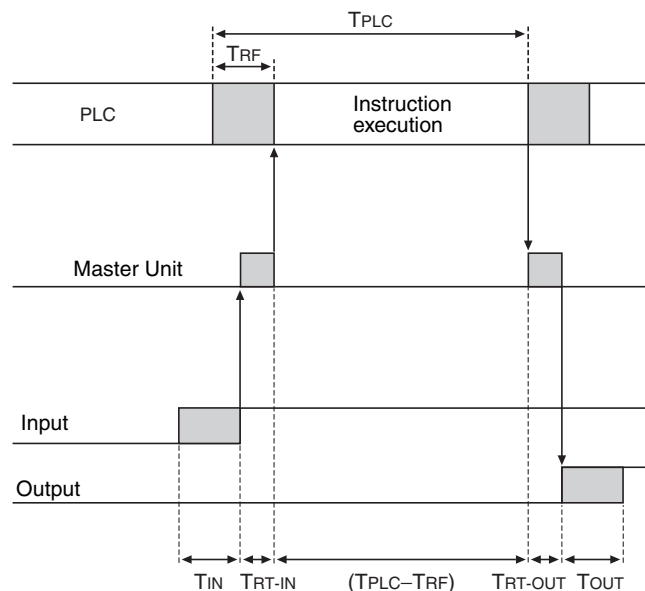 TPLC
TRF
PLC
Instruction
execution
Master Unit
Input
Output
TIN TRT-IN (TPLC–TRF) TRT-OUT TOUT